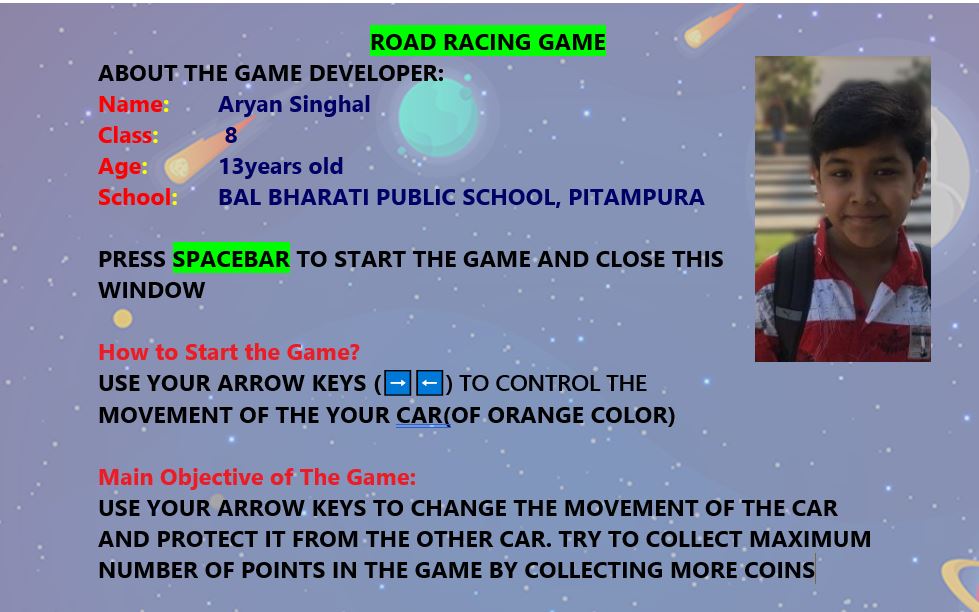 ROAD RACING GAME
ABOUT THE GAME DEVELOPER:
Name: Aryan Singhal
Class: 8
Age: 13years old
School: BAL BHARATI PUBLIC SCHOOL, PITAMPURA
PRESS SPACEBAR TO START THE GAME AND CLOSE THIS
WINDOW
How to Start the Game?
USE YOUR ARROW KEYS (➡⬅) TO CONTROL THE
MOVEMENT OF THE YOUR CAR(OF ORANGE COLOR)
Main Objective of The Game:
USE YOUR ARROW KEYS TO CHANGE THE MOVEMENT OF THE CAR
AND PROTECT IT FROM THE OTHER CAR. TRY TO COLLECT MAXIMUM
NUMBER OF POINTS IN THE GAME BY COLLECTING MORE COINS